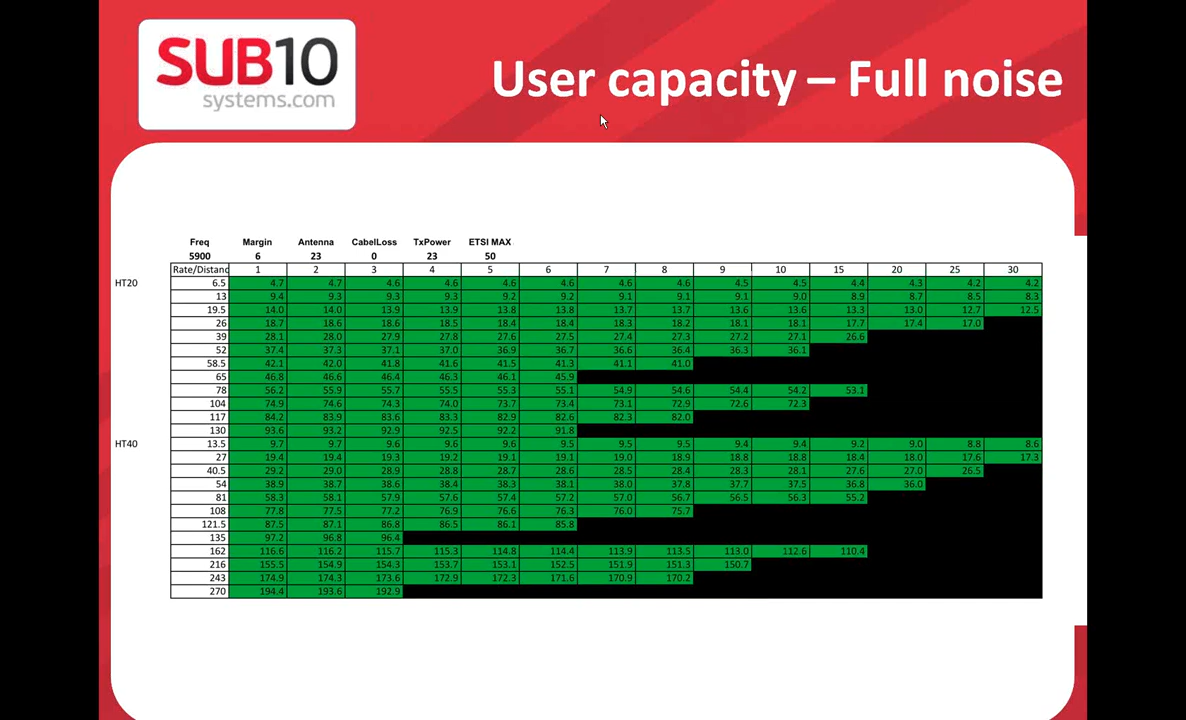 SUB10
systems.com
User capacity – Full noise
Freq Margin Antenna CabelLoss TxPower ETSI MAX
5900 6 23 0 23 50
Rate/Distanc 1 2 3 4 5 6 7 8 9 10 15 20 25 30
HT20 6.5 4.7 4.7 4.6 4.6 4.6 4.6 4.6 4.6 4.5 4.5 4.4 4.3 4.2 4.2
13 9.4 9.3 9.3 9.3 9.2 9.2 9.1 9.1 9.1 9.0 8.9 8.7 8.5 8.3
19.5 14.0 14.0 13.9 13.9 13.8 13.8 13.7 13.7 13.6 13.6 13.3 13.0 12.7 12.5
26 18.7 18.6 18.6 18.5 18.4 18.4 18.3 18.2 18.1 18.1 17.7 17.4 17.0
39 28.1 28.0 27.9 27.8 27.6 27.5 27.4 27.3 27.2 27.1 26.6
52 37.4 37.3 37.1 37.0 36.9 36.7 36.6 36.4 36.3 36.1
58.5 42.1 42.0 41.8 41.6 41.5 41.3 41.1 41.0
65 46.8 46.6 46.4 46.3 46.1 45.9
78 56.2 55.9 55.7 55.5 55.3 55.1 54.9 54.6 54.4 54.2 53.1
104 74.9 74.6 74.3 74.0 73.7 73.4 73.1 72.9 72.6 72.3
117 84.2 83.9 83.6 83.3 82.9 82.6 82.3 82.0
130 93.6 93.2 92.9 92.5 92.2 91.8
HT40 13.5 9.7 9.7 9.6 9.6 9.6 9.5 9.5 9.5 9.4 9.4 9.2 9.0 8.8 8.6
27 19.4 19.4 19.3 19.2 19.1 19.1 19.0 18.9 18.8 18.8 18.4 18.0 17.6 17.3
40.5 29.2 29.0 28.9 28.8 28.7 28.6 28.5 28.4 28.3 28.1 27.6 27.0 26.5
54 38.9 38.7 38.6 38.4 38.3 38.1 38.0 37.8 37.7 37.5 36.8 36.0
81 58.3 58.1 57.9 57.6 57.4 57.2 57.0 56.7 56.5 56.3 55.2
108 77.8 77.5 77.2 76.9 76.6 76.3 76.0 75.7
121.5 87.5 87.1 86.8 86.5 86.1 85.8
135 97.2 96.8 96.4
162 116.6 116.2 115.7 115.3 114.8 114.4 113.9 113.5 113.0 112.6 110.4
216 155.5 154.9 154.3 153.7 153.1 152.5 151.9 151.3 150.7
243 174.9 174.3 173.6 172.9 172.3 171.6 170.9 170.2
270 194.4 193.6 192.9